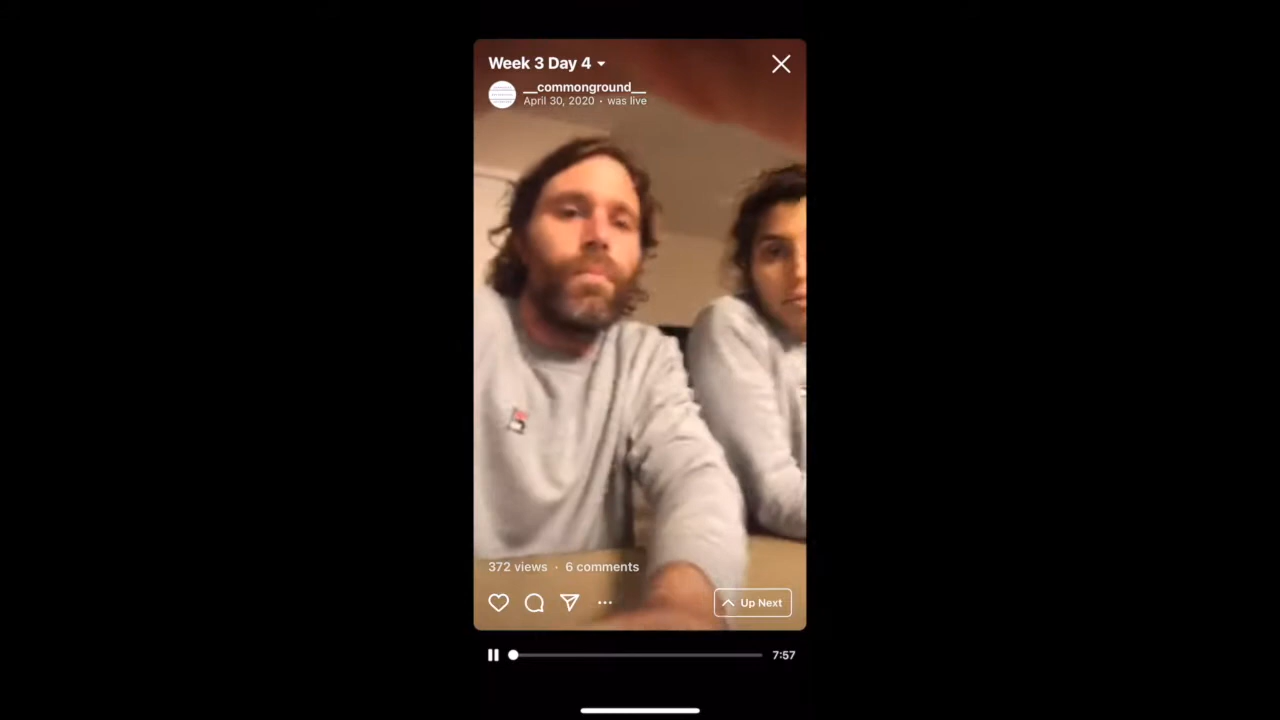 Week 3 Day 4
__commonground__
April 30, 2020 · was live
372 views · 6 comments
Up Next
7:57